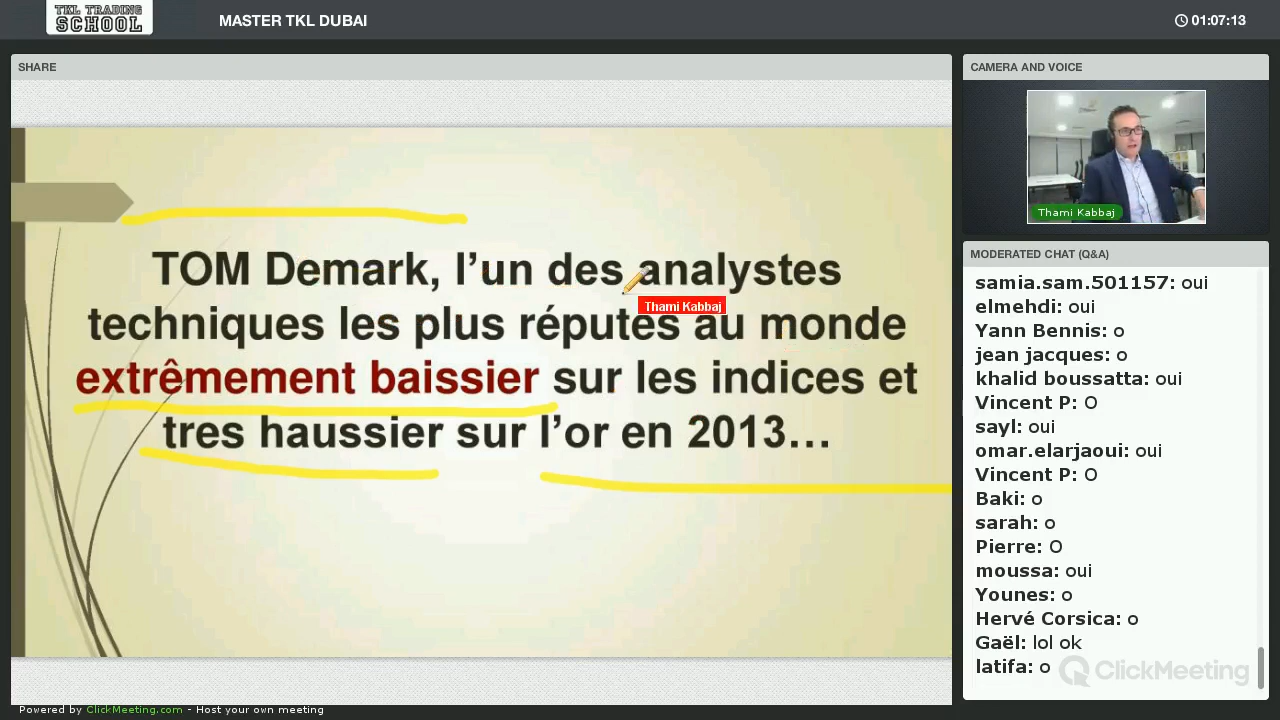 TKL TRADING
SCHOOL
MASTER TKL DUBAI
01:07:13
SHARE
TOM Demark, l’un des analystes
techniques les plus réputés au monde
extrêmement baissier sur les indices et
tres haussier sur l’or en 2013...
Thami Kabbaj
CAMERA AND VOICE
Thami Kabbaj
MODERATED CHAT (Q&A)
samia.sam.501157: oui
elmehdi: oui
Yann Bennis: o
jean jacques: o
khalid boussatta: oui
Vincent P: O
sayl: oui
omar.elarjaoui: oui
Vincent P: O
Baki: o
sarah: o
Pierre: O
moussa: oui
Younes: o
Hervé Corsica: o
Gaël: lol ok
latifa: o
ClickMeeting
Powered by ClickMeeting.com - Host your own meeting